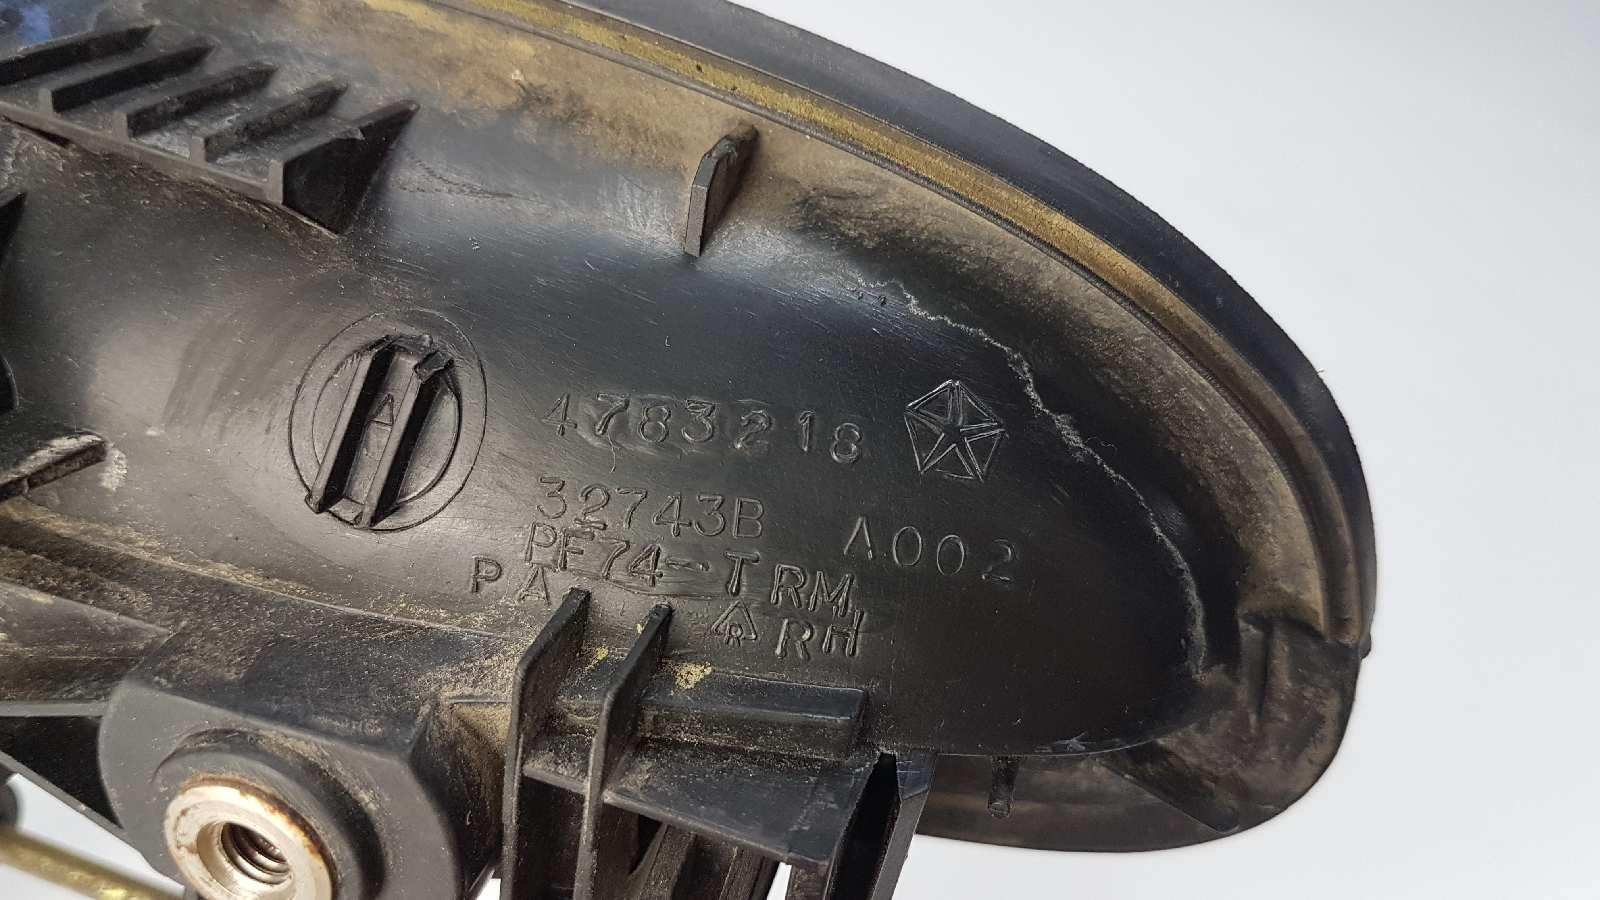 4783218
32743B A002
PF74-TRM
PA RH
A
R